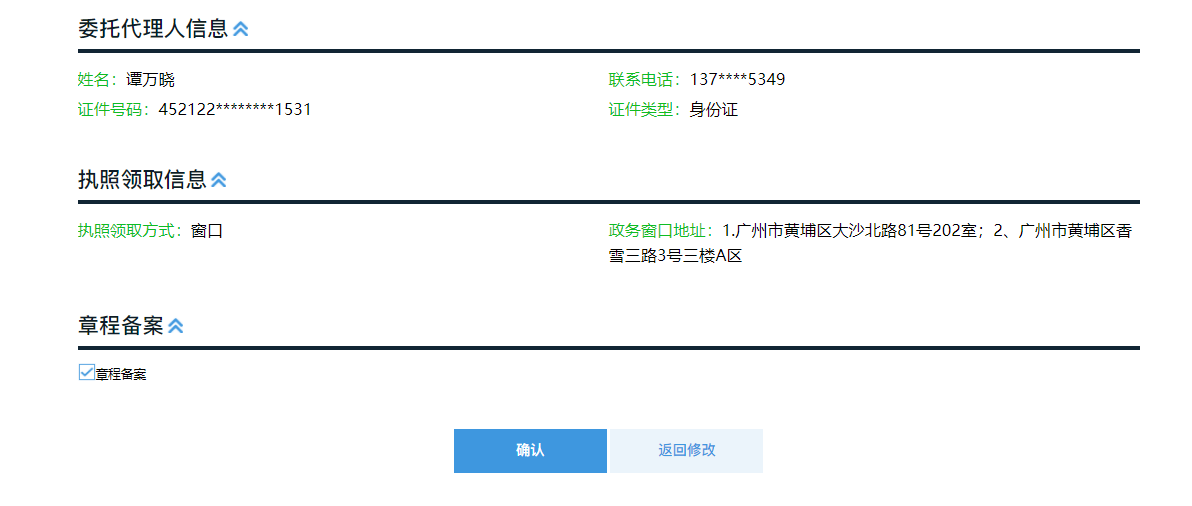 委托代理人信息
姓名：谭万晓
联系电话：137****5349
证件号码：452122********1531
证件类型：身份证
执照领取信息
执照领取方式：窗口
政务窗口地址：1.广州市黄埔区大沙北路81号202室；2、广州市黄埔区香
雪三路3号三楼A区
章程备案
章程备案
确认
返回修改